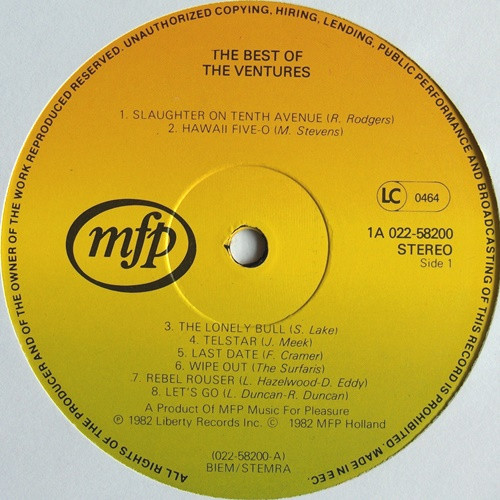 ALL RIGHTS OF THE PRODUCER AND OF THE OWNER OF THE WORK REPRODUCED RESERVED. UNAUTHORIZED COPYING, HIRING, LENDING, PUBLIC PERFORMANCE AND BROADCASTING OF THIS RECORD IS PROHIBITED. MADE IN EEC.
THE BEST OF
THE VENTURES
1. SLAUGHTER ON TENTH AVENUE (R. Rodgers)
2. HAWAII FIVE-O (M. Stevens)
LC 0464
mfp
1A 022-58200
STEREO
Side 1
3. THE LONELY BULL (S. Lake)
4. TELSTAR (J. Meek)
5. LAST DATE (F. Cramer)
6. WIPE OUT (The Surfaris)
7. REBEL ROUSER (L. Hazelwood-D. Eddy)
8. LET'S GO (L. Duncan-R. Duncan)
A Product Of MFP Music For Pleasure
℗ 1982 Liberty Records Inc. © 1982 MFP Holland
(022-58200-A)
BIEM/STEMRA